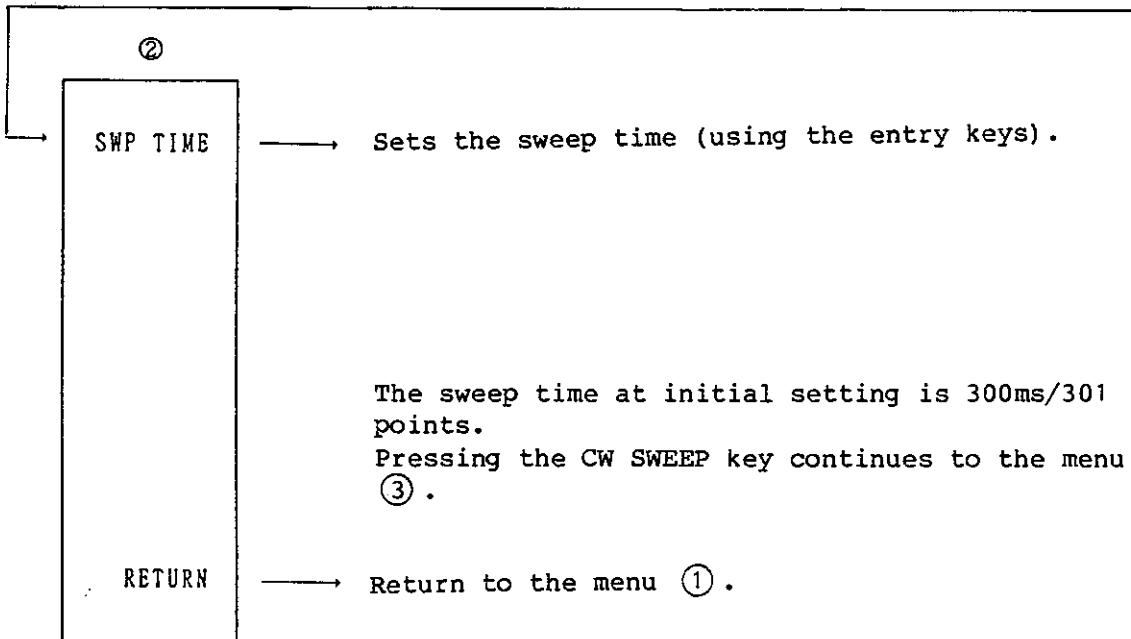 ②
SWP TIME → Sets the sweep time (using the entry keys).
The sweep time at initial setting is 300ms/301
points.
Pressing the CW SWEEP key continues to the menu
③ .
RETURN → Return to the menu ① .